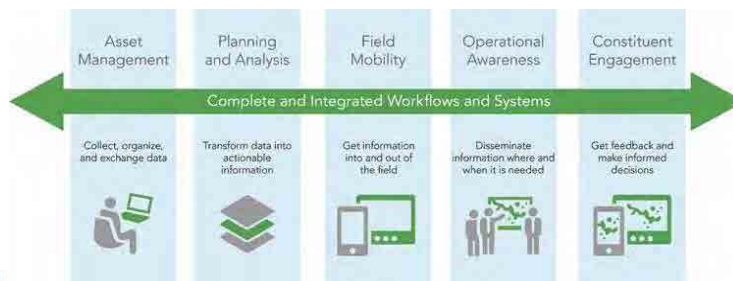 Asset
Management
Planning
and Analysis
Field
Mobility
Operational
Awareness
Constituent
Engagement
Complete and Integrated Workflows and Systems
Collect, organize,
and exchange data
Transform data into
actionable
information
Get information
into and out of
the field
Disseminate
information where and
when it is needed
Get feedback and
make informed
decisions